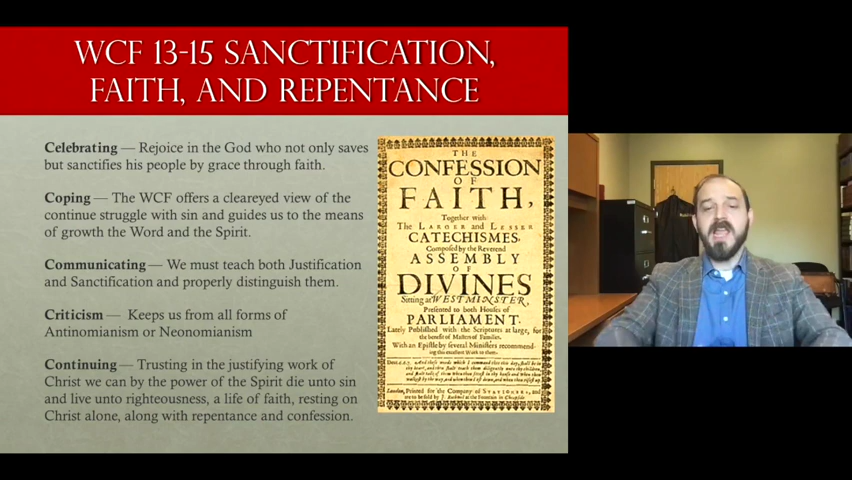 WCF 13-15 SANCTIFICATION,
FAITH, AND REPENTANCE
Celebrating — Rejoice in the God who not only saves
but sanctifies his people by grace through faith.
Coping — The WCF offers a cleareyed view of the
continue struggle with sin and guides us to the means
of growth the Word and the Spirit.
Communicating — We must teach both Justification
and Sanctification and properly distinguish them.
Criticism — Keeps us from all forms of
Antinomianism or Neonomianism
Continuing — Trusting in the justifying work of
Christ we can by the power of the Spirit die unto sin
and live unto righteousness, a life of faith, resting on
Christ alone, along with repentance and confession.
THE
CONFESSION
OF
FAITH,
Together with
The LARGER and LESSER
CATECHISMES,
Composed by the Reverend
ASSEMBLY
OF
DIVINES
Sitting at WESTMINSTER,
Presented to both Houses of
PARLIAMENT.
Lately Published with the Scriptures at large, for
the benefit of Masters of Families.
With an Epistle by several Ministers recommend-
ing this excellent Work to them.
London, Printed for the Company of STATIONERS, and